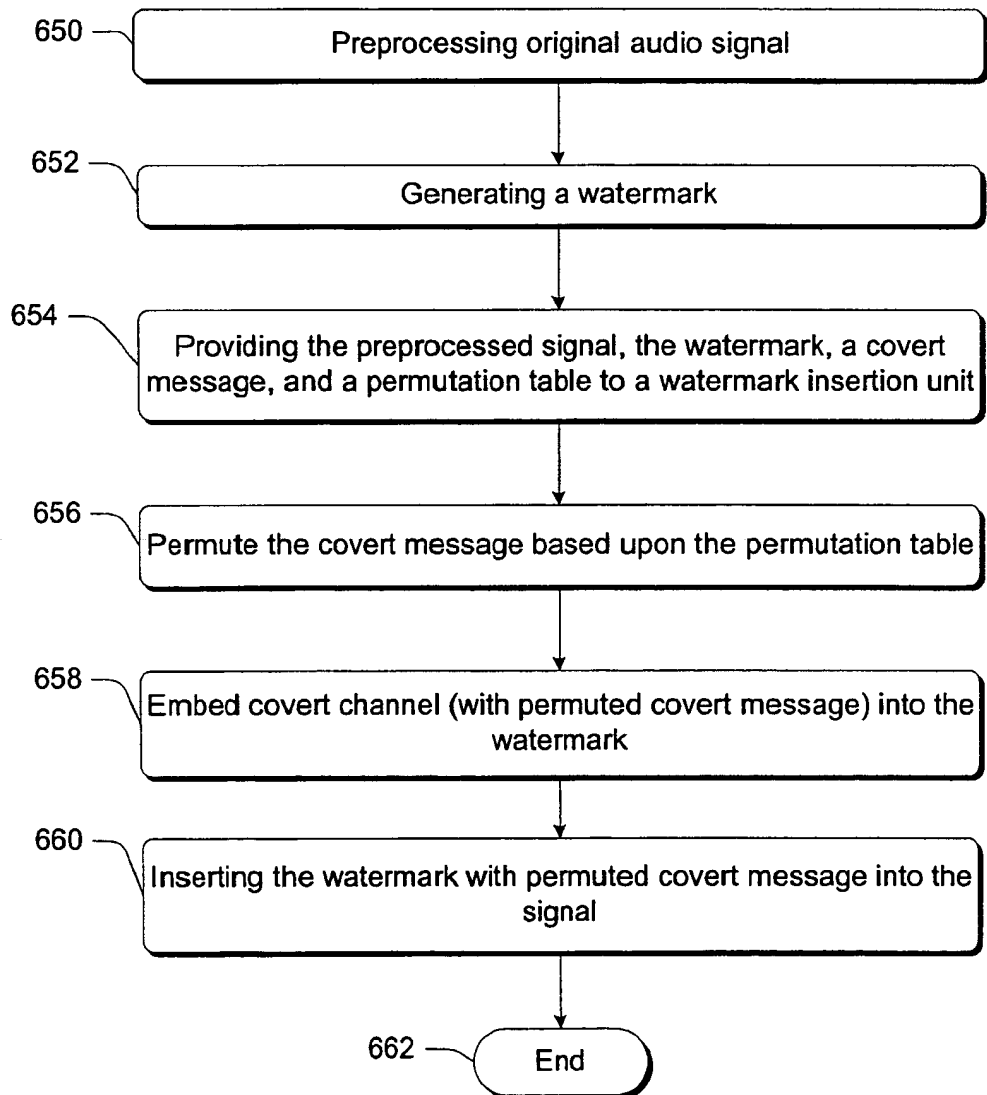 650
Preprocessing original audio signal
652
Generating a watermark
654
Providing the preprocessed signal, the watermark, a covert
message, and a permutation table to a watermark insertion unit
656
Permute the covert message based upon the permutation table
658
Embed covert channel (with permuted covert message) into the
watermark
660
Inserting the watermark with permuted covert message into the
signal
662
End